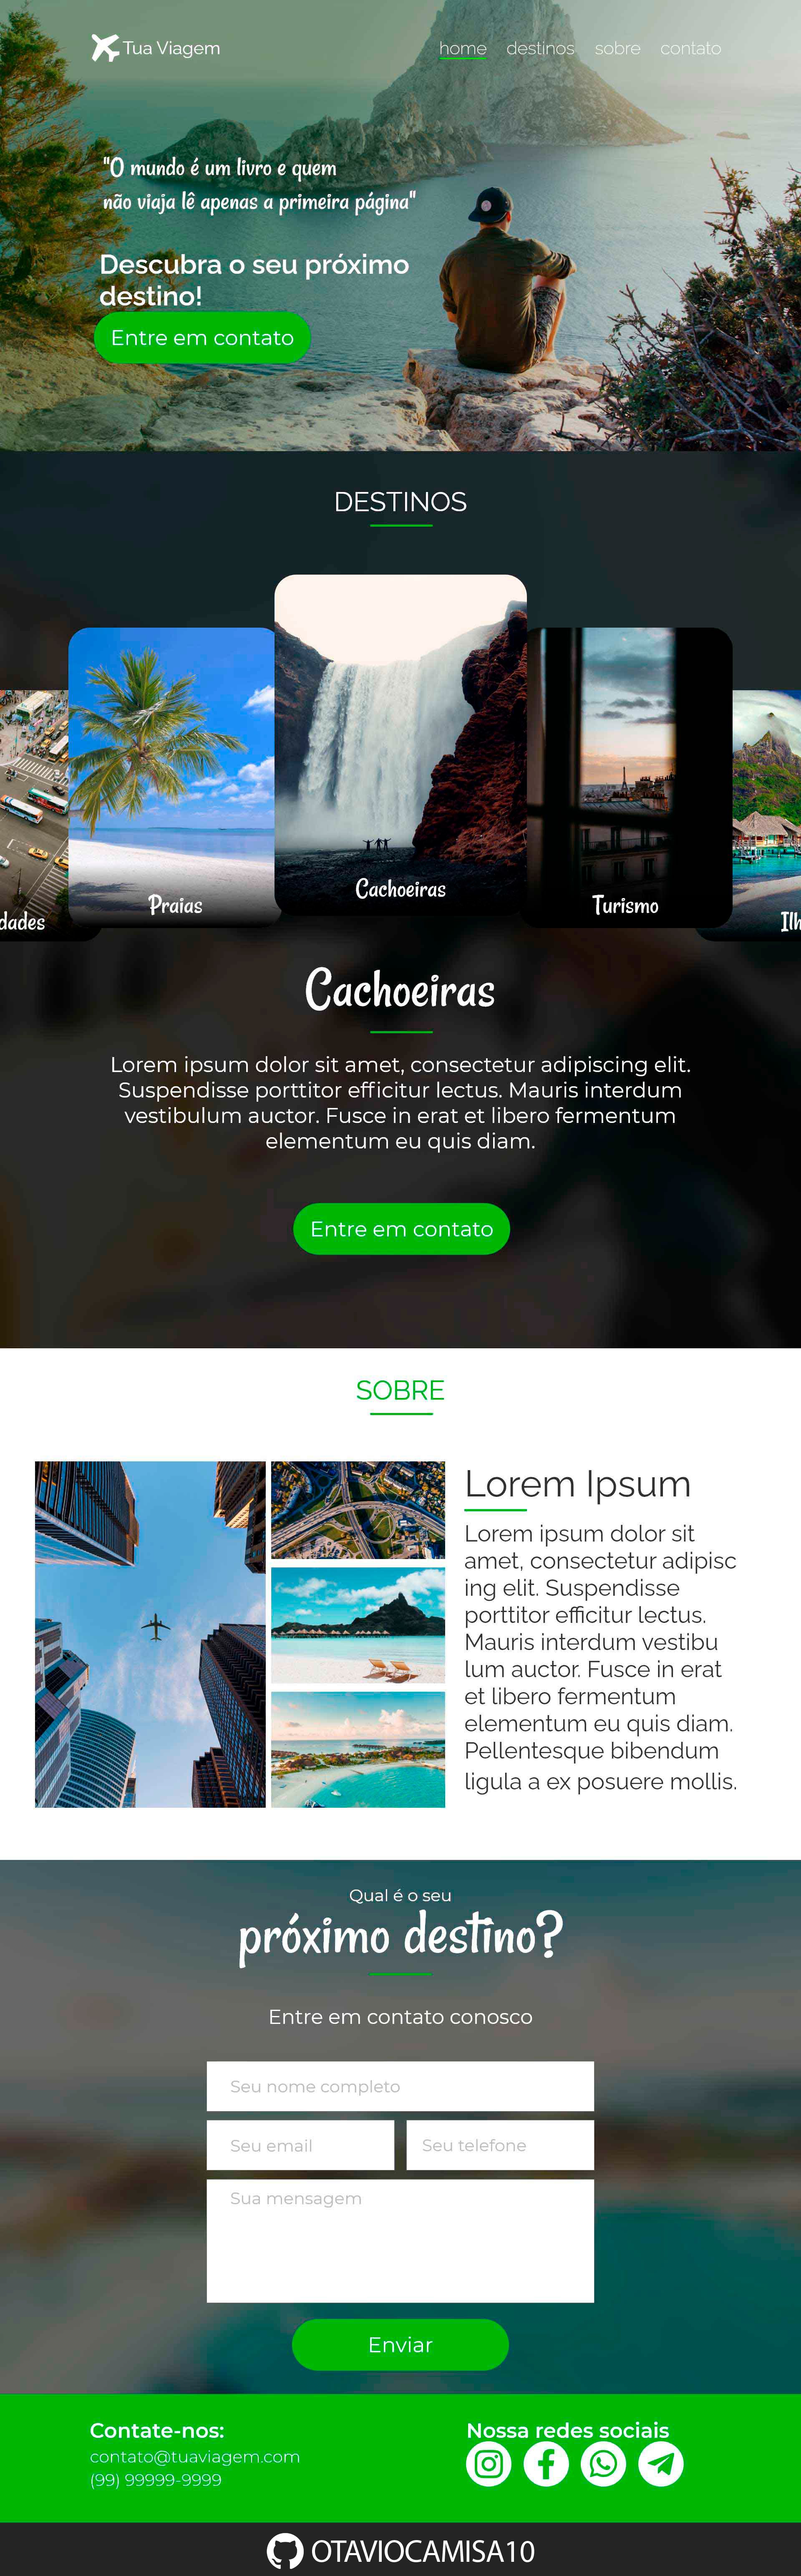 Tua Viagem
home destinos sobre contato
"O mundo é um livro e quem
não viaja lê apenas a primeira página"
Descubra o seu próximo
destino!
Entre em contato
DESTINOS
dades
Praias
Cachoeiras
Turismo
Ilh
Cachoeiras
Lorem ipsum dolor sit amet, consectetur adipiscing elit.
Suspendisse porttitor efficitur lectus. Mauris interdum
vestibulum auctor. Fusce in erat et libero fermentum
elementum eu quis diam.
Entre em contato
SOBRE
Lorem Ipsum
Lorem ipsum dolor sit
amet, consectetur adipisc
ing elit. Suspendisse
porttitor efficitur lectus.
Mauris interdum vestibu
lum auctor. Fusce in erat
et libero fermentum
elementum eu quis diam.
Pellentesque bibendum
ligula a ex posuere mollis.
Qual é o seu
próximo destino?
Entre em contato conosco
Seu nome completo
Seu email
Seu telefone
Sua mensagem
Enviar
Contate-nos:
contato@tuaviagem.com
(99) 99999-9999
Nossa redes sociais
OTAVIOCAMISA10